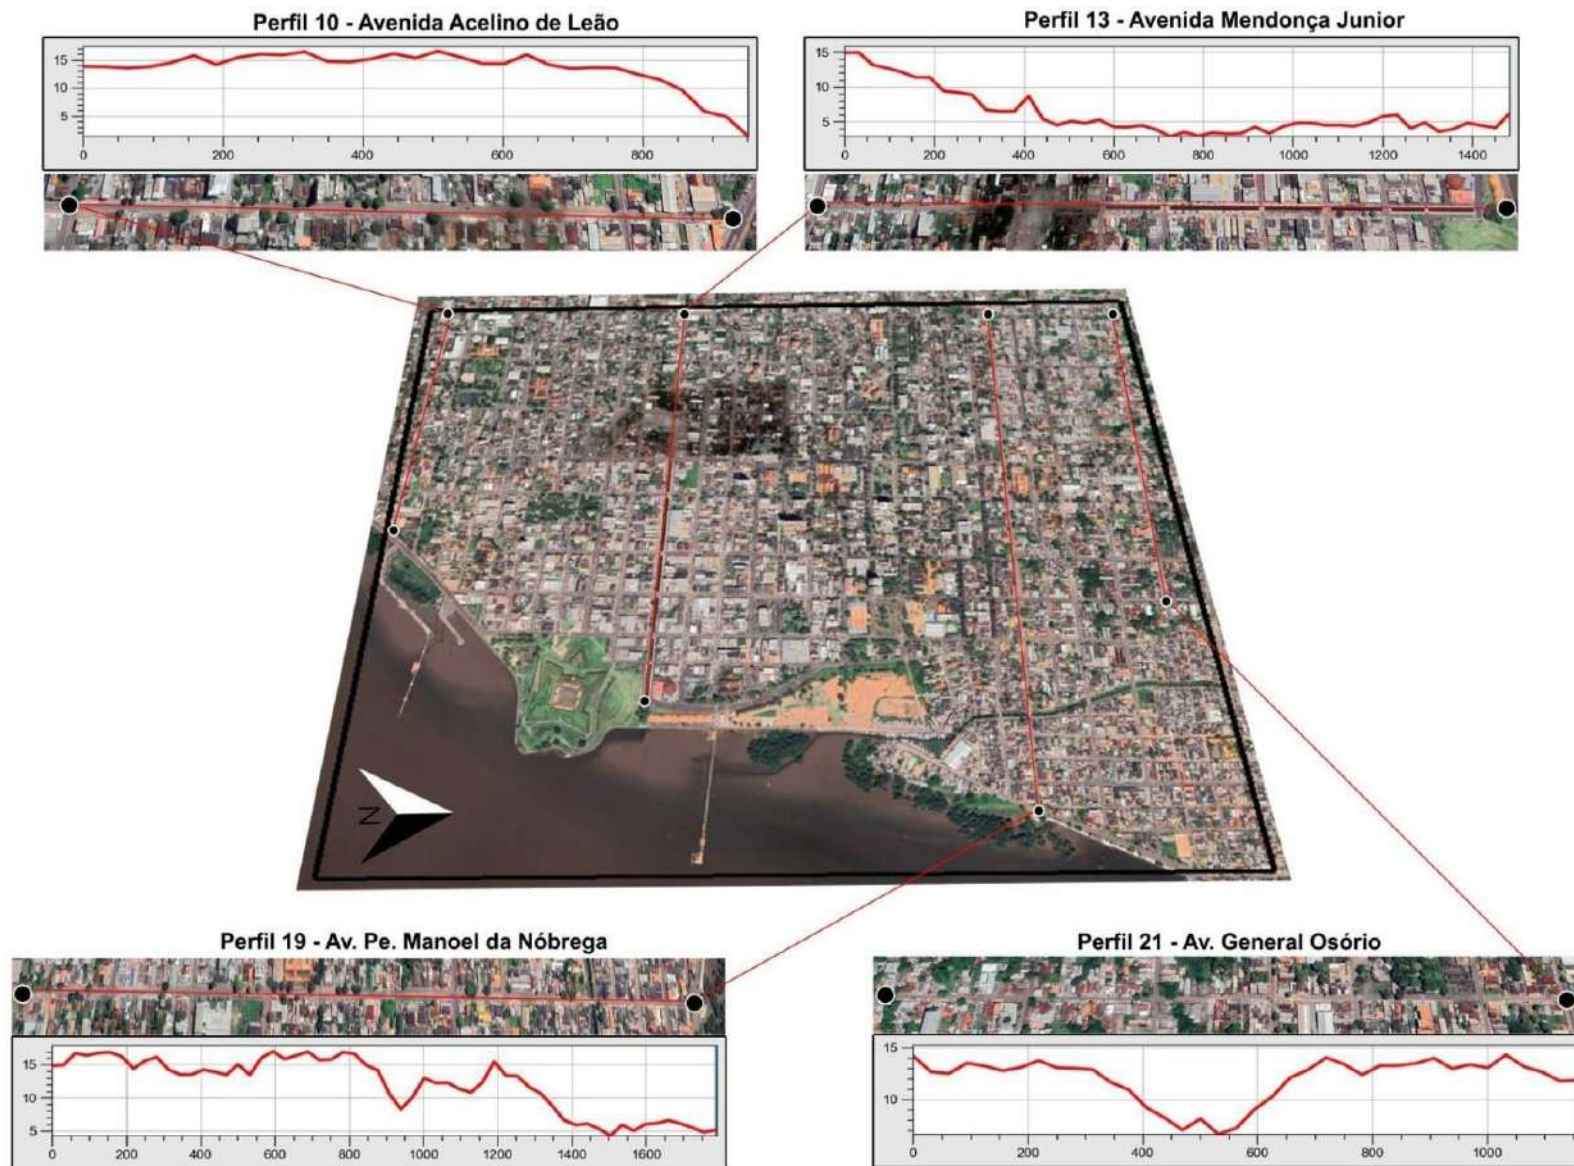 Perfil 10 - Avenida Acelino de Leão
15
10
5
0 200 400 600 800
Perfil 13 - Avenida Mendonça Junior
15
10
5
0 200 400 600 800 1000 1200 1400
N
Perfil 19 - Av. Pe. Manoel da Nóbrega
15
10
5
0 200 400 600 800 1000 1200 1400 1600
Perfil 21 - Av. General Osório
15
10
0 200 400 600 800 1000